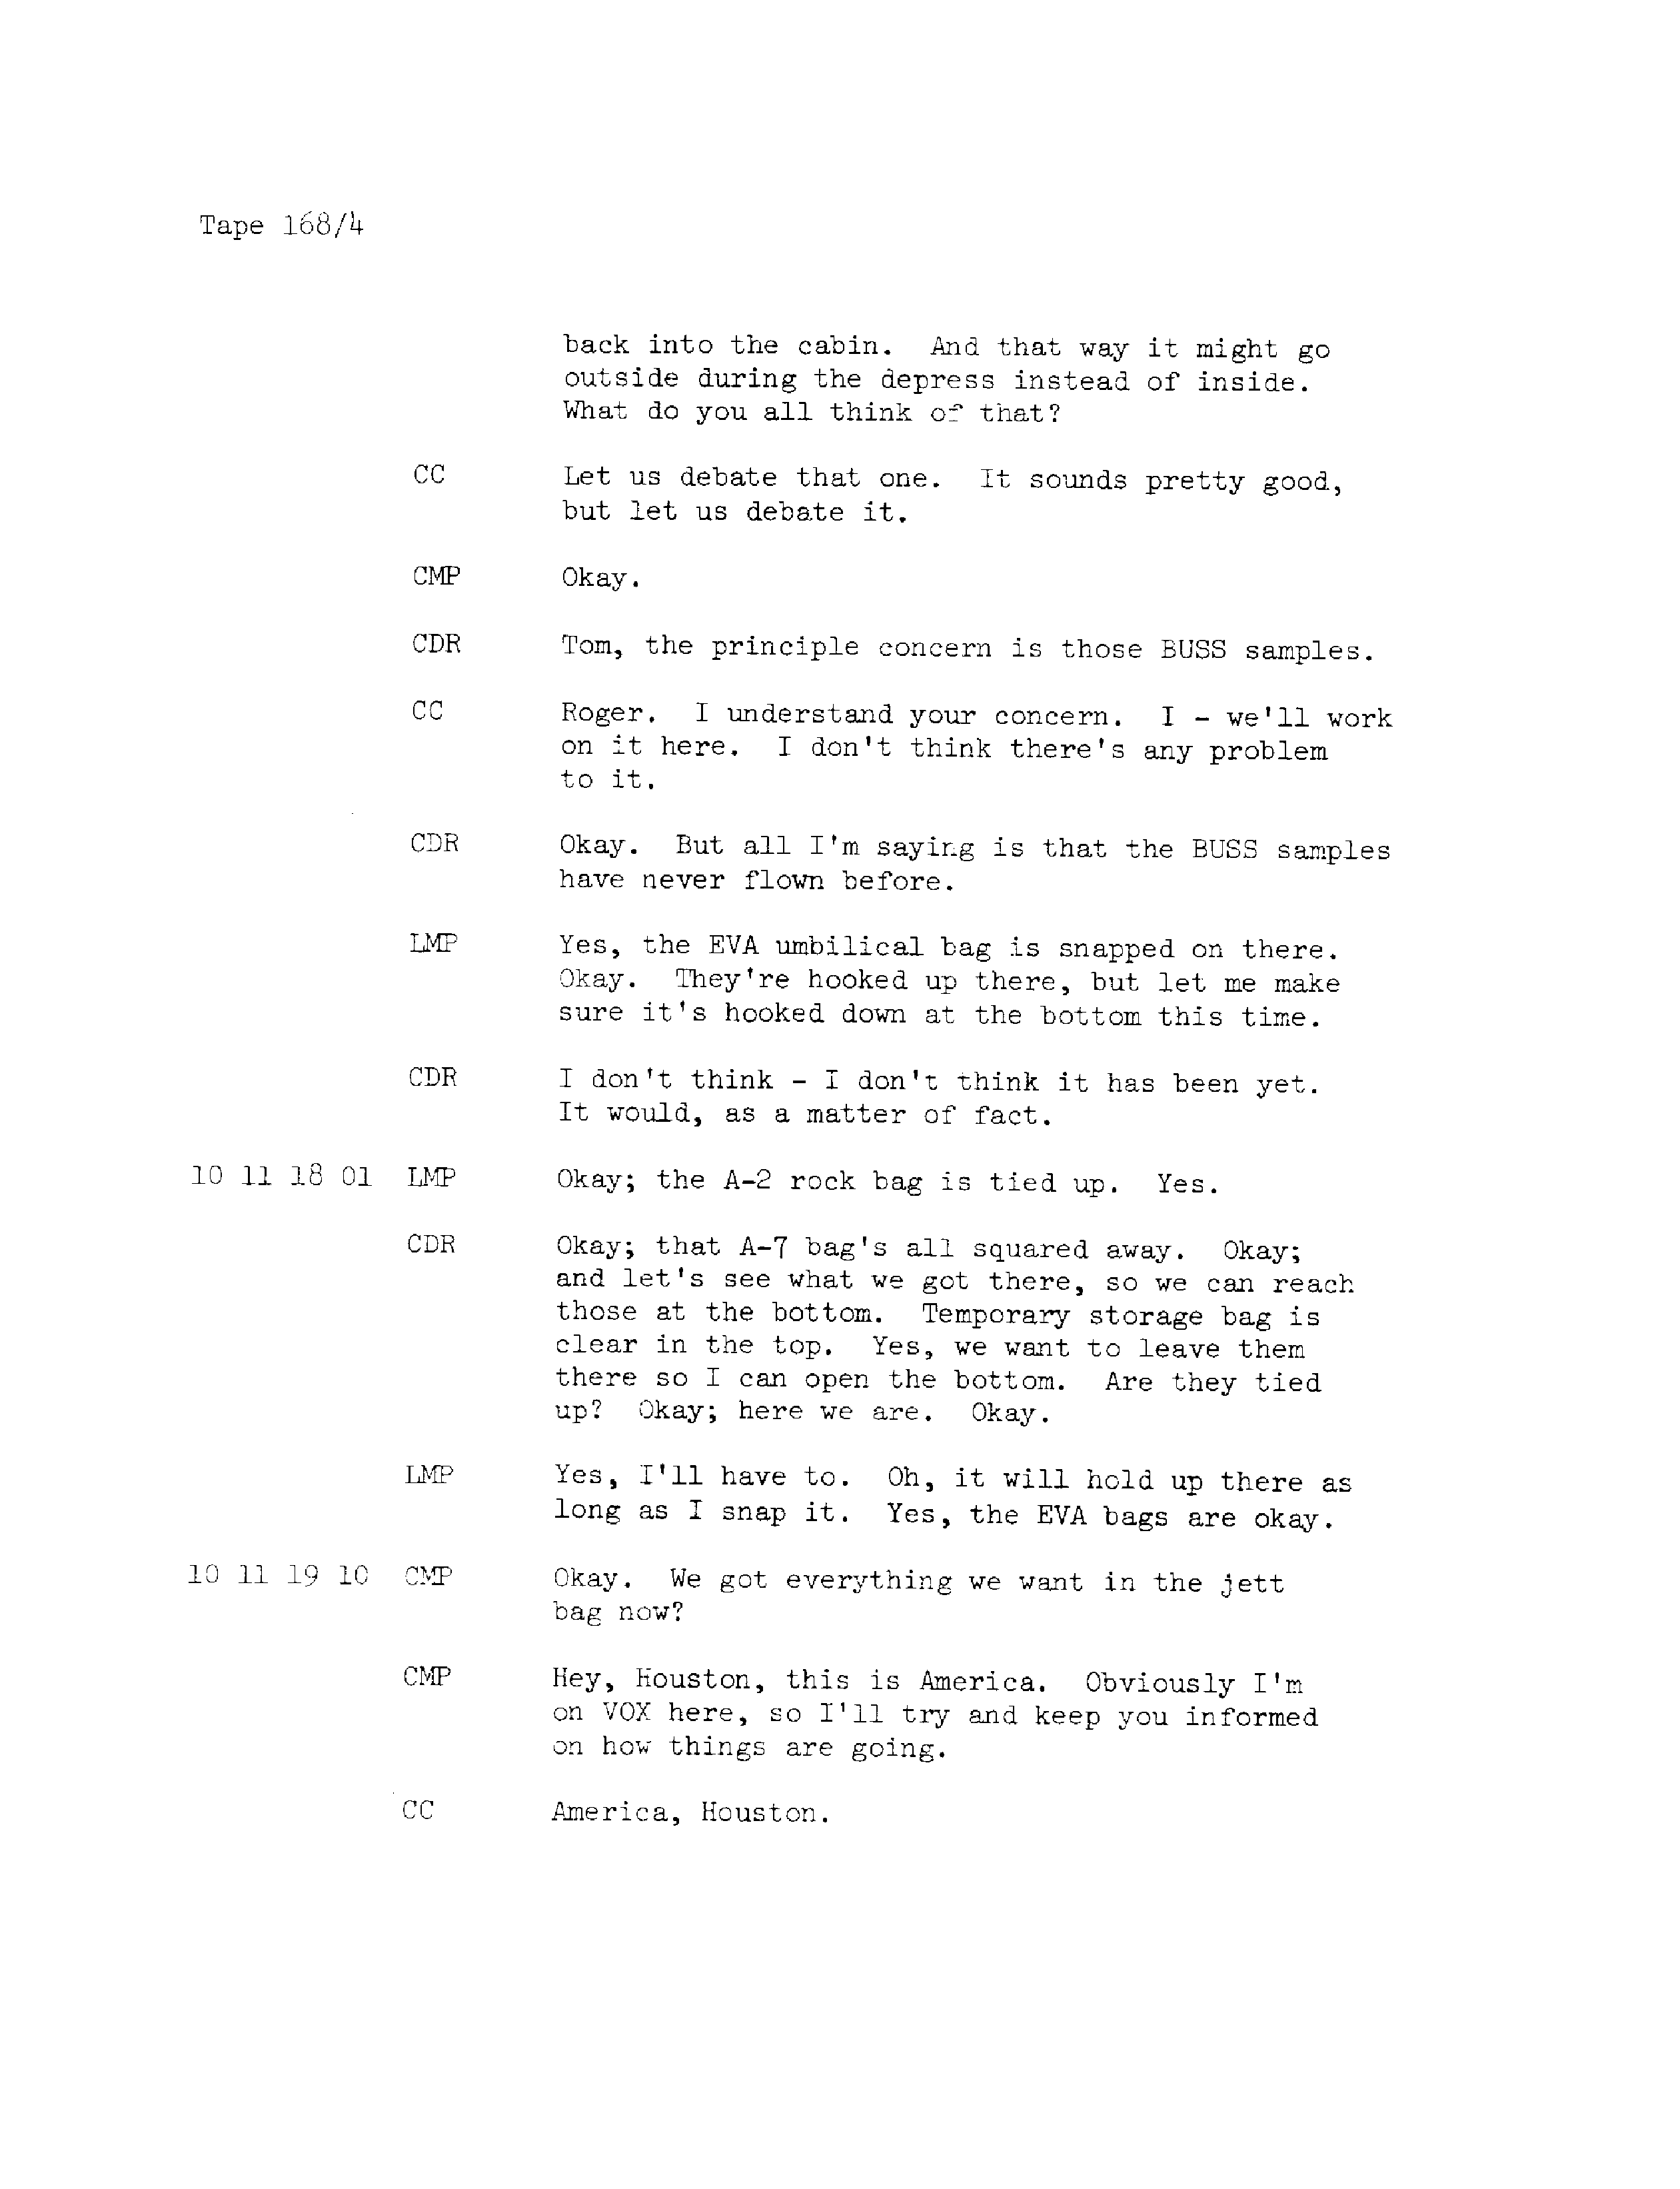 Tape 168/4
back into the cabin. And that way it might go
outside during the depress instead of inside.
What do you all think of that?
CC Let us debate that one. It sounds pretty good,
but let us debate it.
CMP Okay.
CDR Tom, the principle concern is those BUSS samples.
CC Roger. I understand your concern. I - we'll work
on it here. I don't think there's any problem
to it.
CDR Okay. But all I'm saying is that the BUSS samples
have never flown before.
LMP Yes, the EVA umbilical bag is snapped on there.
Okay. They're hooked up there, but let me make
sure it's hooked down at the bottom this time.
CDR I don't think - I don't think it has been yet.
It would, as a matter of fact.
10 11 18 01 LMP Okay; the A-2 rock bag is tied up. Yes.
CDR Okay; that A-7 bag's all squared away. Okay;
and let's see what we got there, so we can reach
those at the bottom. Temporary storage bag is
clear in the top. Yes, we want to leave them
there so I can open the bottom. Are they tied
up? Okay; here we are. Okay.
LMP Yes, I'll have to. Oh, it will hold up there as
long as I snap it. Yes, the EVA bags are okay.
10 11 19 10 CMP Okay. We got everything we want in the jett
bag now?
CMP Hey, Houston, this is America. Obviously I'm
on VOX here, so I'll try and keep you informed
on how things are going.
CC America, Houston.